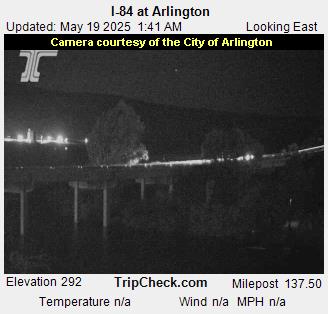 I-84 at Arlington
Updated: May 19 2025 1:41 AM Looking East
Camera courtesy of the City of Arlington
Elevation 292 TripCheck.com Milepost 137.50
Temperature n/a Wind n/a MPH n/a